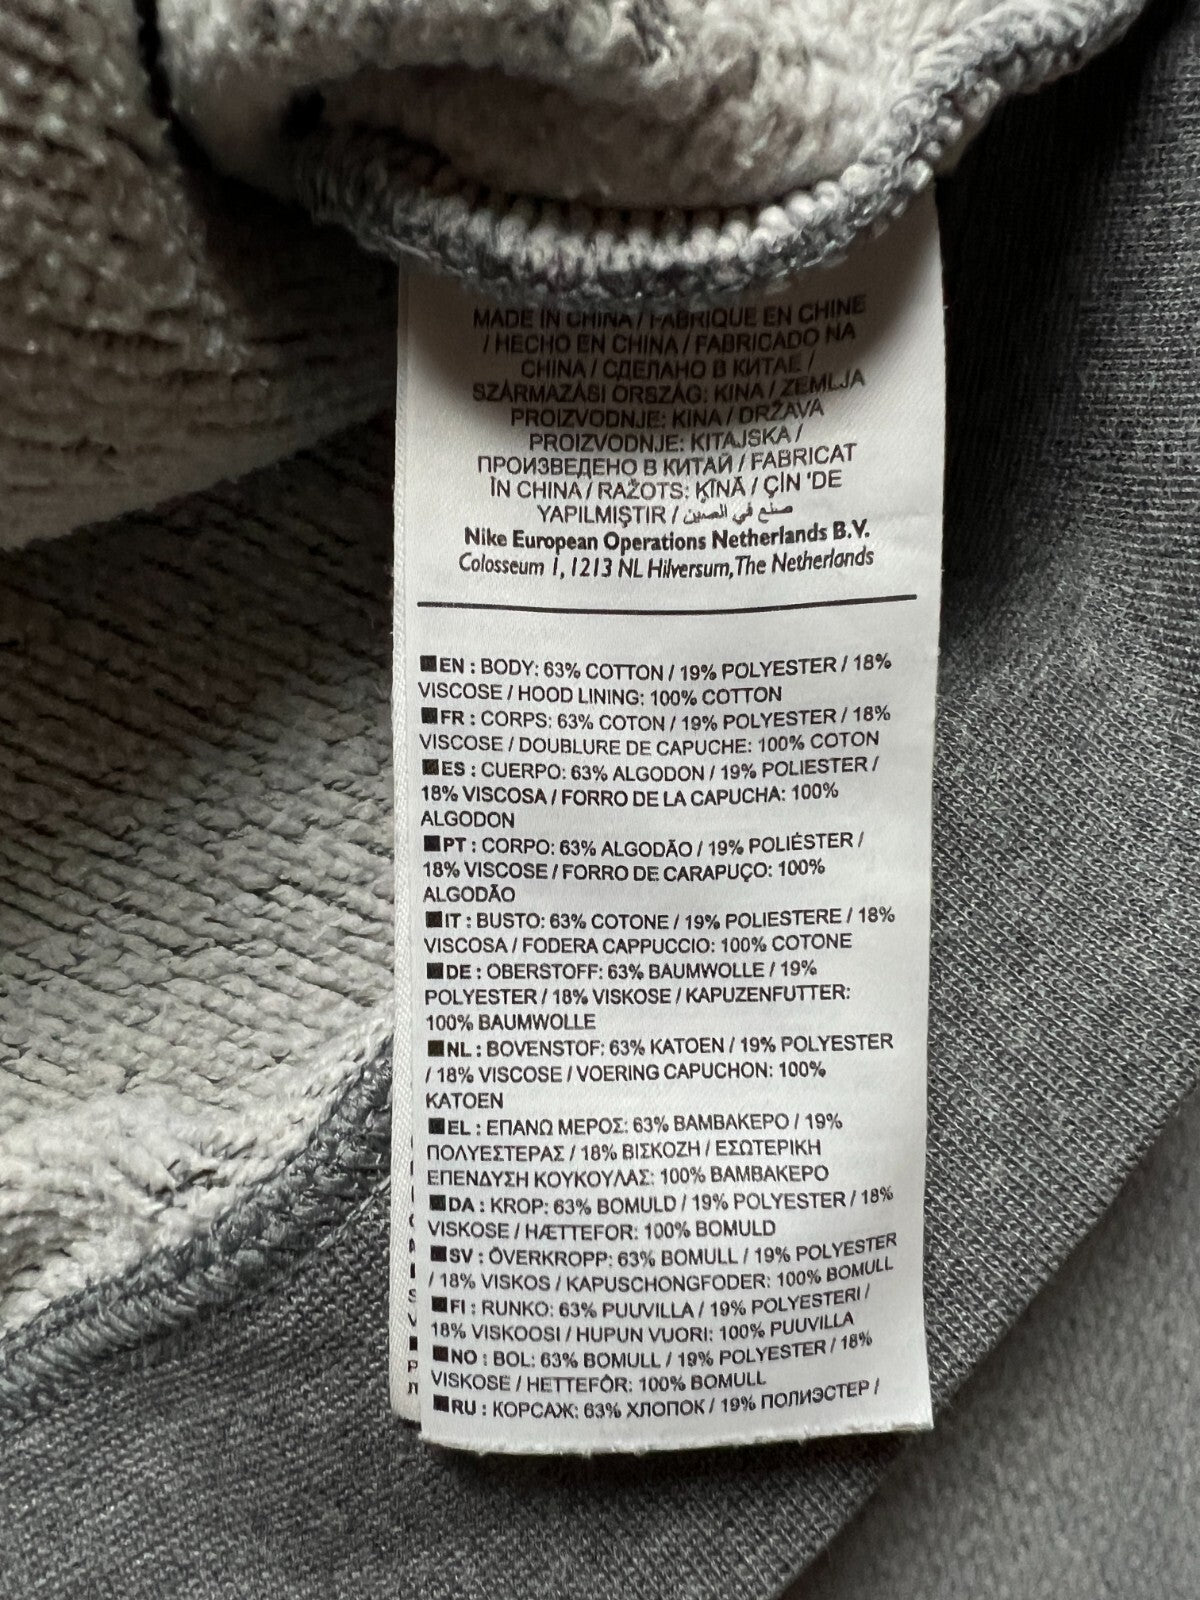 MADE IN CHINA / FABRIQUE EN CHINE
/ HECHO EN CHINA / FABRICADO NA
CHINA / СДЕЛАНО В КИТАЕ /
SZÁRMAZÁSI ORSZÁG: KÍNA / ZEMLJA
PROIZVODNJE: KINA / DRŽAVA
PROIZVODNJE: KITAJSKA /
ПРОИЗВЕДЕНО В КИТАЙ / FABRICAT
ÎN CHINA / RAŽOTS: ĶĪNĀ / ÇİN 'DE
YAPILMIŞTIR / صنع في الصين
Nike European Operations Netherlands B.V.
Colosseum 1, 1213 NL Hilversum, The Netherlands
■EN : BODY: 63% COTTON / 19% POLYESTER / 18%
VISCOSE / HOOD LINING: 100% COTTON
■FR : CORPS: 63% COTON / 19% POLYESTER / 18%
VISCOSE / DOUBLURE DE CAPUCHE: 100% COTON
■ES : CUERPO: 63% ALGODON / 19% POLIESTER /
18% VISCOSA / FORRO DE LA CAPUCHA: 100%
ALGODON
■PT : CORPO: 63% ALGODÃO / 19% POLIÉSTER /
18% VISCOSE / FORRO DE CARAPUÇO: 100%
ALGODÃO
■IT : BUSTO: 63% COTONE / 19% POLIESTERE / 18%
VISCOSA / FODERA CAPPUCCIO: 100% COTONE
■DE : OBERSTOFF: 63% BAUMWOLLE / 19%
POLYESTER / 18% VISKOSE / KAPUZENFUTTER:
100% BAUMWOLLE
■NL : BOVENSTOF: 63% KATOEN / 19% POLYESTER
/ 18% VISCOSE / VOERING CAPUCHON: 100%
KATOEN
■EL : ΕΠΑΝΩ ΜΕΡΟΣ: 63% ΒΑΜΒΑΚΕΡΟ / 19%
ΠΟΛΥΕΣΤΕΡΑΣ / 18% ΒΙΣΚΟΖΗ / ΕΣΩΤΕΡΙΚΗ
ΕΠΕΝΔΥΣΗ ΚΟΥΚΟΥΛΑΣ: 100% ΒΑΜΒΑΚΕΡΟ
■DA : KROP: 63% BOMULD / 19% POLYESTER / 18%
VISKOSE / HÆTTEFOR: 100% BOMULD
■SV : ÖVERKROPP: 63% BOMULL / 19% POLYESTER
/ 18% VISKOS / KAPUSCHONGFODER: 100% BOMULL
■FI : RUNKO: 63% PUUVILLA / 19% POLYESTERI /
18% VISKOOSI / HUPUN VUORI: 100% PUUVILLA
■NO : BOL: 63% BOMULL / 19% POLYESTER / 18%
VISKOSE / HETTEFÔR: 100% BOMULL
■RU : КОРСАЖ: 63% ХЛОПОК / 19% ПОЛИЭСТЕР /